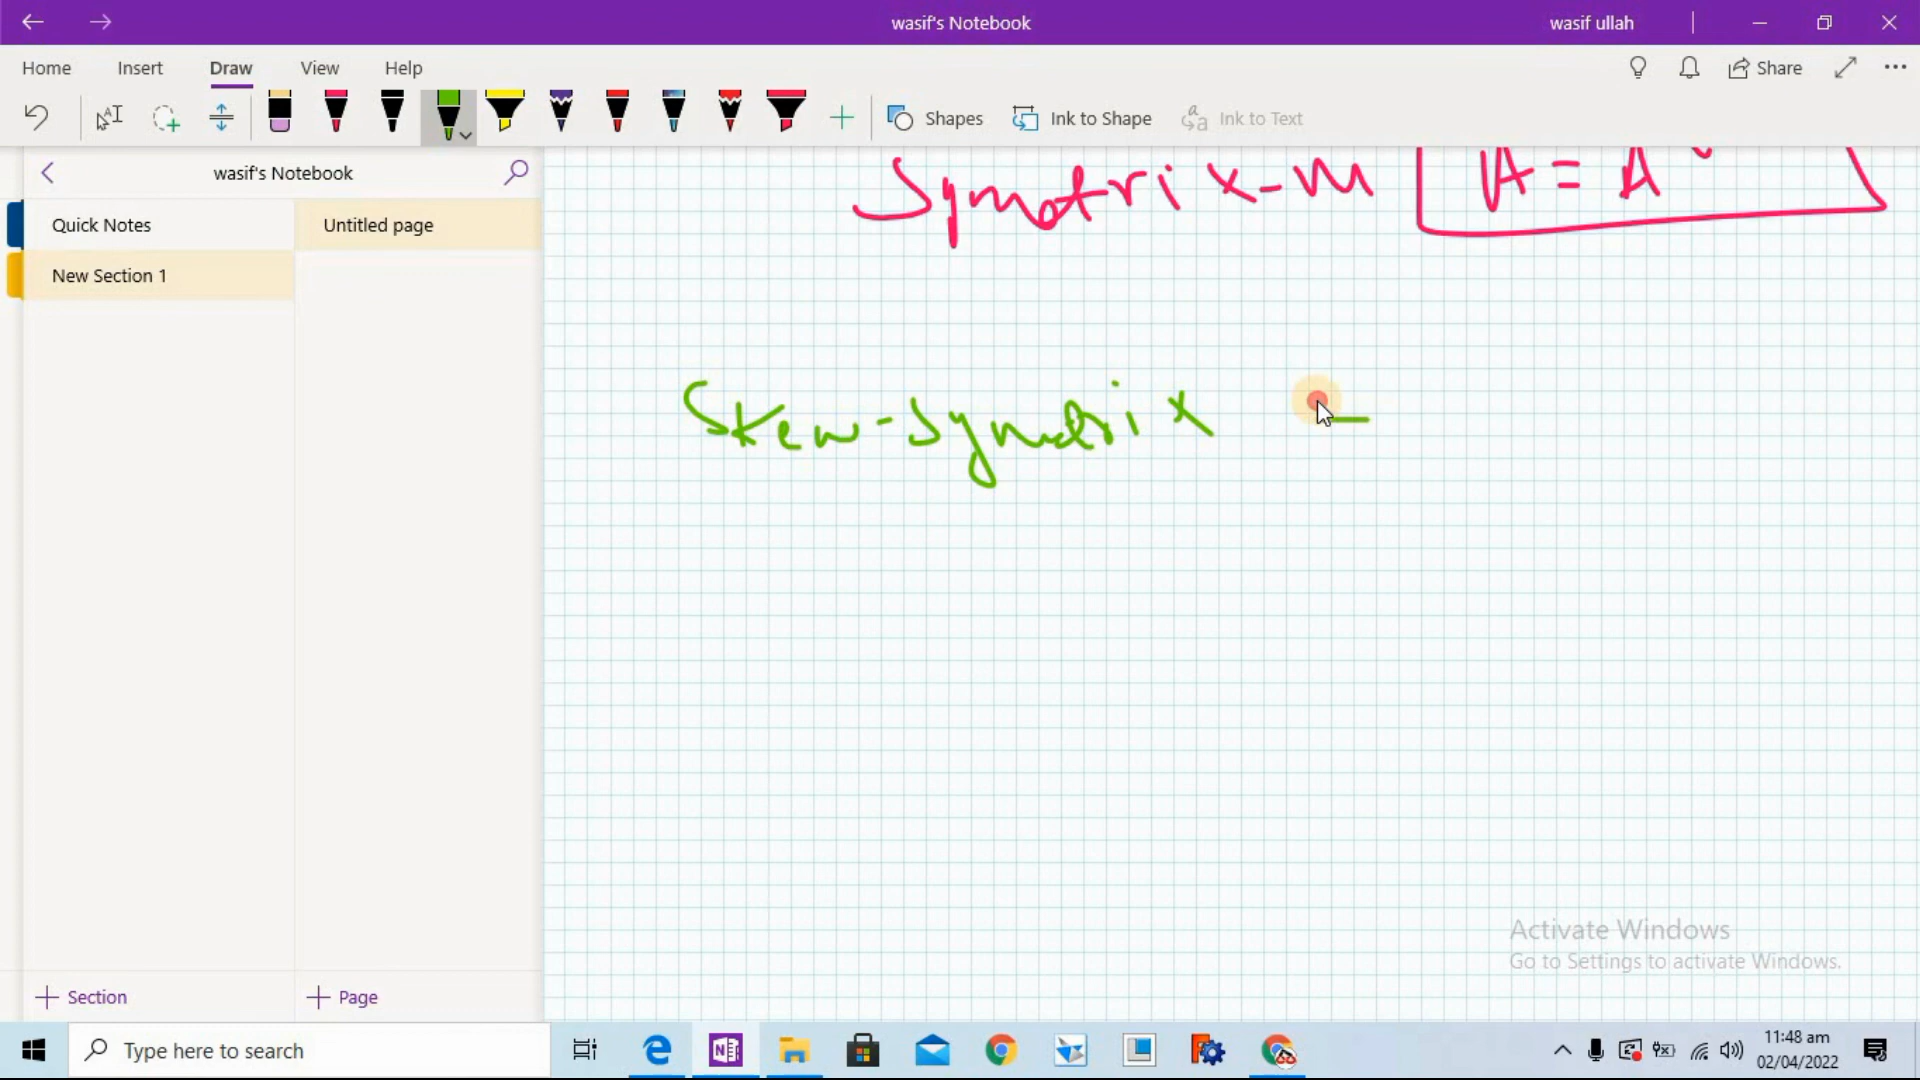 wasif's Notebook
wasif ullah
Home Insert Draw View Help
Share
Shapes
Ink to Shape
Ink to Text
wasif's Notebook
Quick Notes
Untitled page
New Section 1
Symatrix-m A = A
Skew-Symatrix
Activate Windows
Go to Settings to activate Windows.
Section
Page
Type here to search
11:48 am
02/04/2022